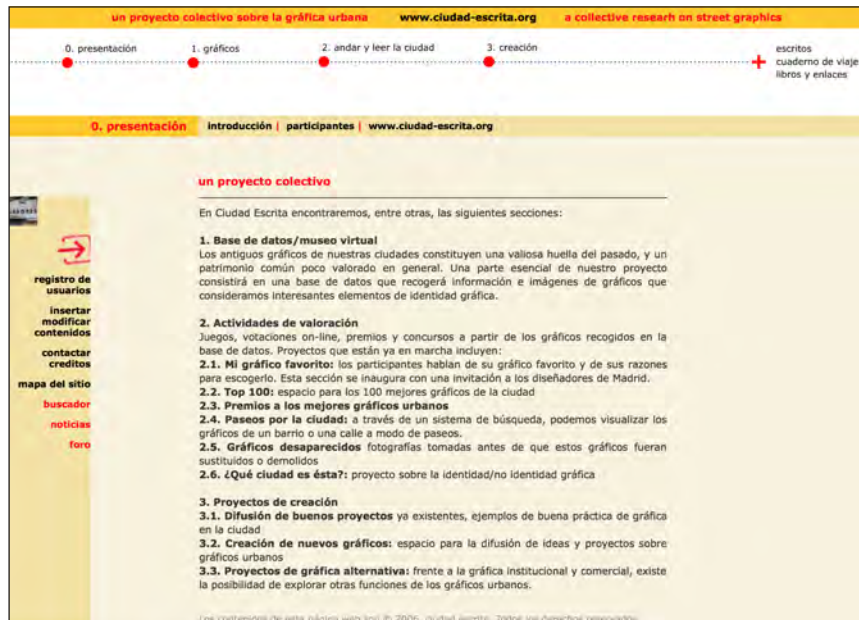 un proyecto colectivo sobre la gráfica urbana www.ciudad-escrita.org a collective researh on street graphics
0. presentación 1. gráficos 2. andar y leer la ciudad 3. creación escritos
cuaderno de viaje
libros y enlaces
0. presentación introducción | participantes | www.ciudad-escrita.org
registro de
usuarios
insertar
modificar
contenidos
contactar
creditos
mapa del sitio
buscador
noticias
foro
un proyecto colectivo
En Ciudad Escrita encontraremos, entre otras, las siguientes secciones:
1. Base de datos/museo virtual
Los antiguos gráficos de nuestras ciudades constituyen una valiosa huella del pasado, y un
patrimonio común poco valorado en general. Una parte esencial de nuestro proyecto
consistirá en una base de datos que recogerá información e imágenes de gráficos que
consideramos interesantes elementos de identidad gráfica.
2. Actividades de valoración
Juegos, votaciones on-line, premios y concursos a partir de los gráficos recogidos en la
base de datos. Proyectos que están ya en marcha incluyen:
2.1. Mi gráfico favorito: los participantes hablan de su gráfico favorito y de sus razones
para escogerlo. Esta sección se inaugura con una invitación a los diseñadores de Madrid.
2.2. Top 100: espacio para los 100 mejores gráficos de la ciudad
2.3. Premios a los mejores gráficos urbanos
2.4. Paseos por la ciudad: a través de un sistema de búsqueda, podemos visualizar los
gráficos de un barrio o una calle a modo de paseos.
2.5. Gráficos desaparecidos fotografías tomadas antes de que estos gráficos fueran
sustituidos o demolidos
2.6. ¿Qué ciudad es ésta?: proyecto sobre la identidad/no identidad gráfica
3. Proyectos de creación
3.1. Difusión de buenos proyectos ya existentes, ejemplos de buena práctica de gráfica
en la ciudad
3.2. Creación de nuevos gráficos: espacio para la difusión de ideas y proyectos sobre
gráficos urbanos
3.3. Proyectos de gráfica alternativa: frente a la gráfica institucional y comercial, existe
la posibilidad de explorar otras funciones de los gráficos urbanos.